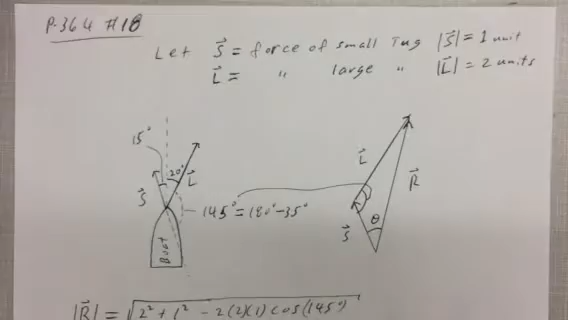 P.364 #18
Let S⃗ = force of small Tug |S⃗| = 1 unit
L⃗ = " large " |L⃗| = 2 units
15°
20°
S⃗
L⃗
145° = 180° - 35°
Boat
L⃗
R⃗
S⃗
θ
|R⃗| = √2² + 1² - 2(2)(1) cos(145°)